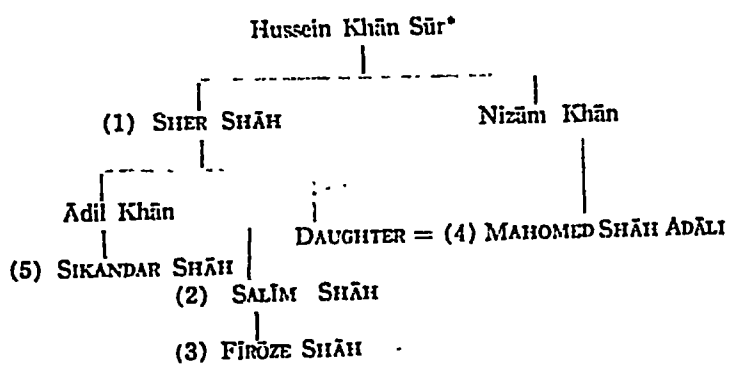 Hussein Khān Sūr*
(1) SHER SHĀH
Nizām Khān
Ādil Khān
DAUGHTER = (4) MAHOMED SHĀH ADĀLI
(5) SIKANDAR SHĀH
(2) SALĪM SHĀH
(3) FĪRŌZE SHĀH